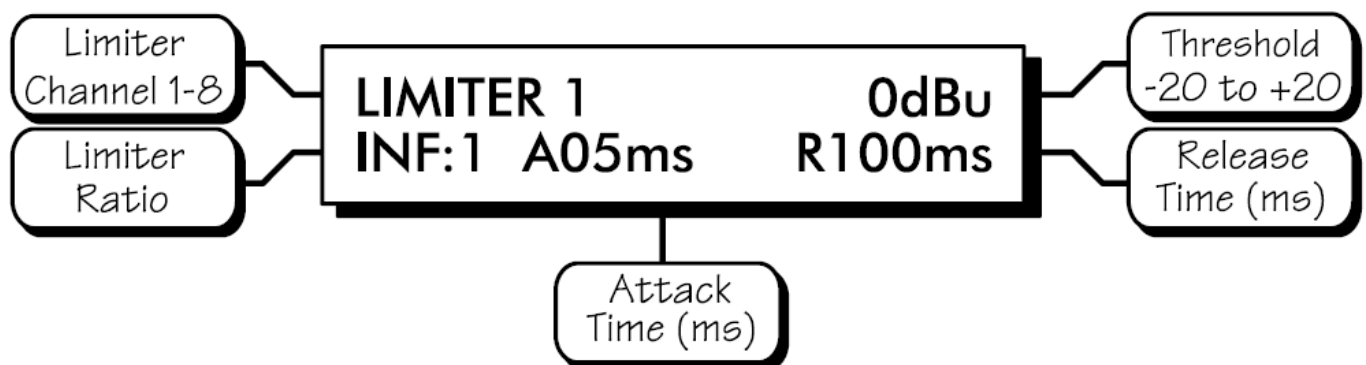 Limiter
Channel 1-8
Limiter
Ratio
LIMITER 1 0dBu
INF:1 A05ms R100ms
Threshold
-20 to +20
Release
Time (ms)
Attack
Time (ms)